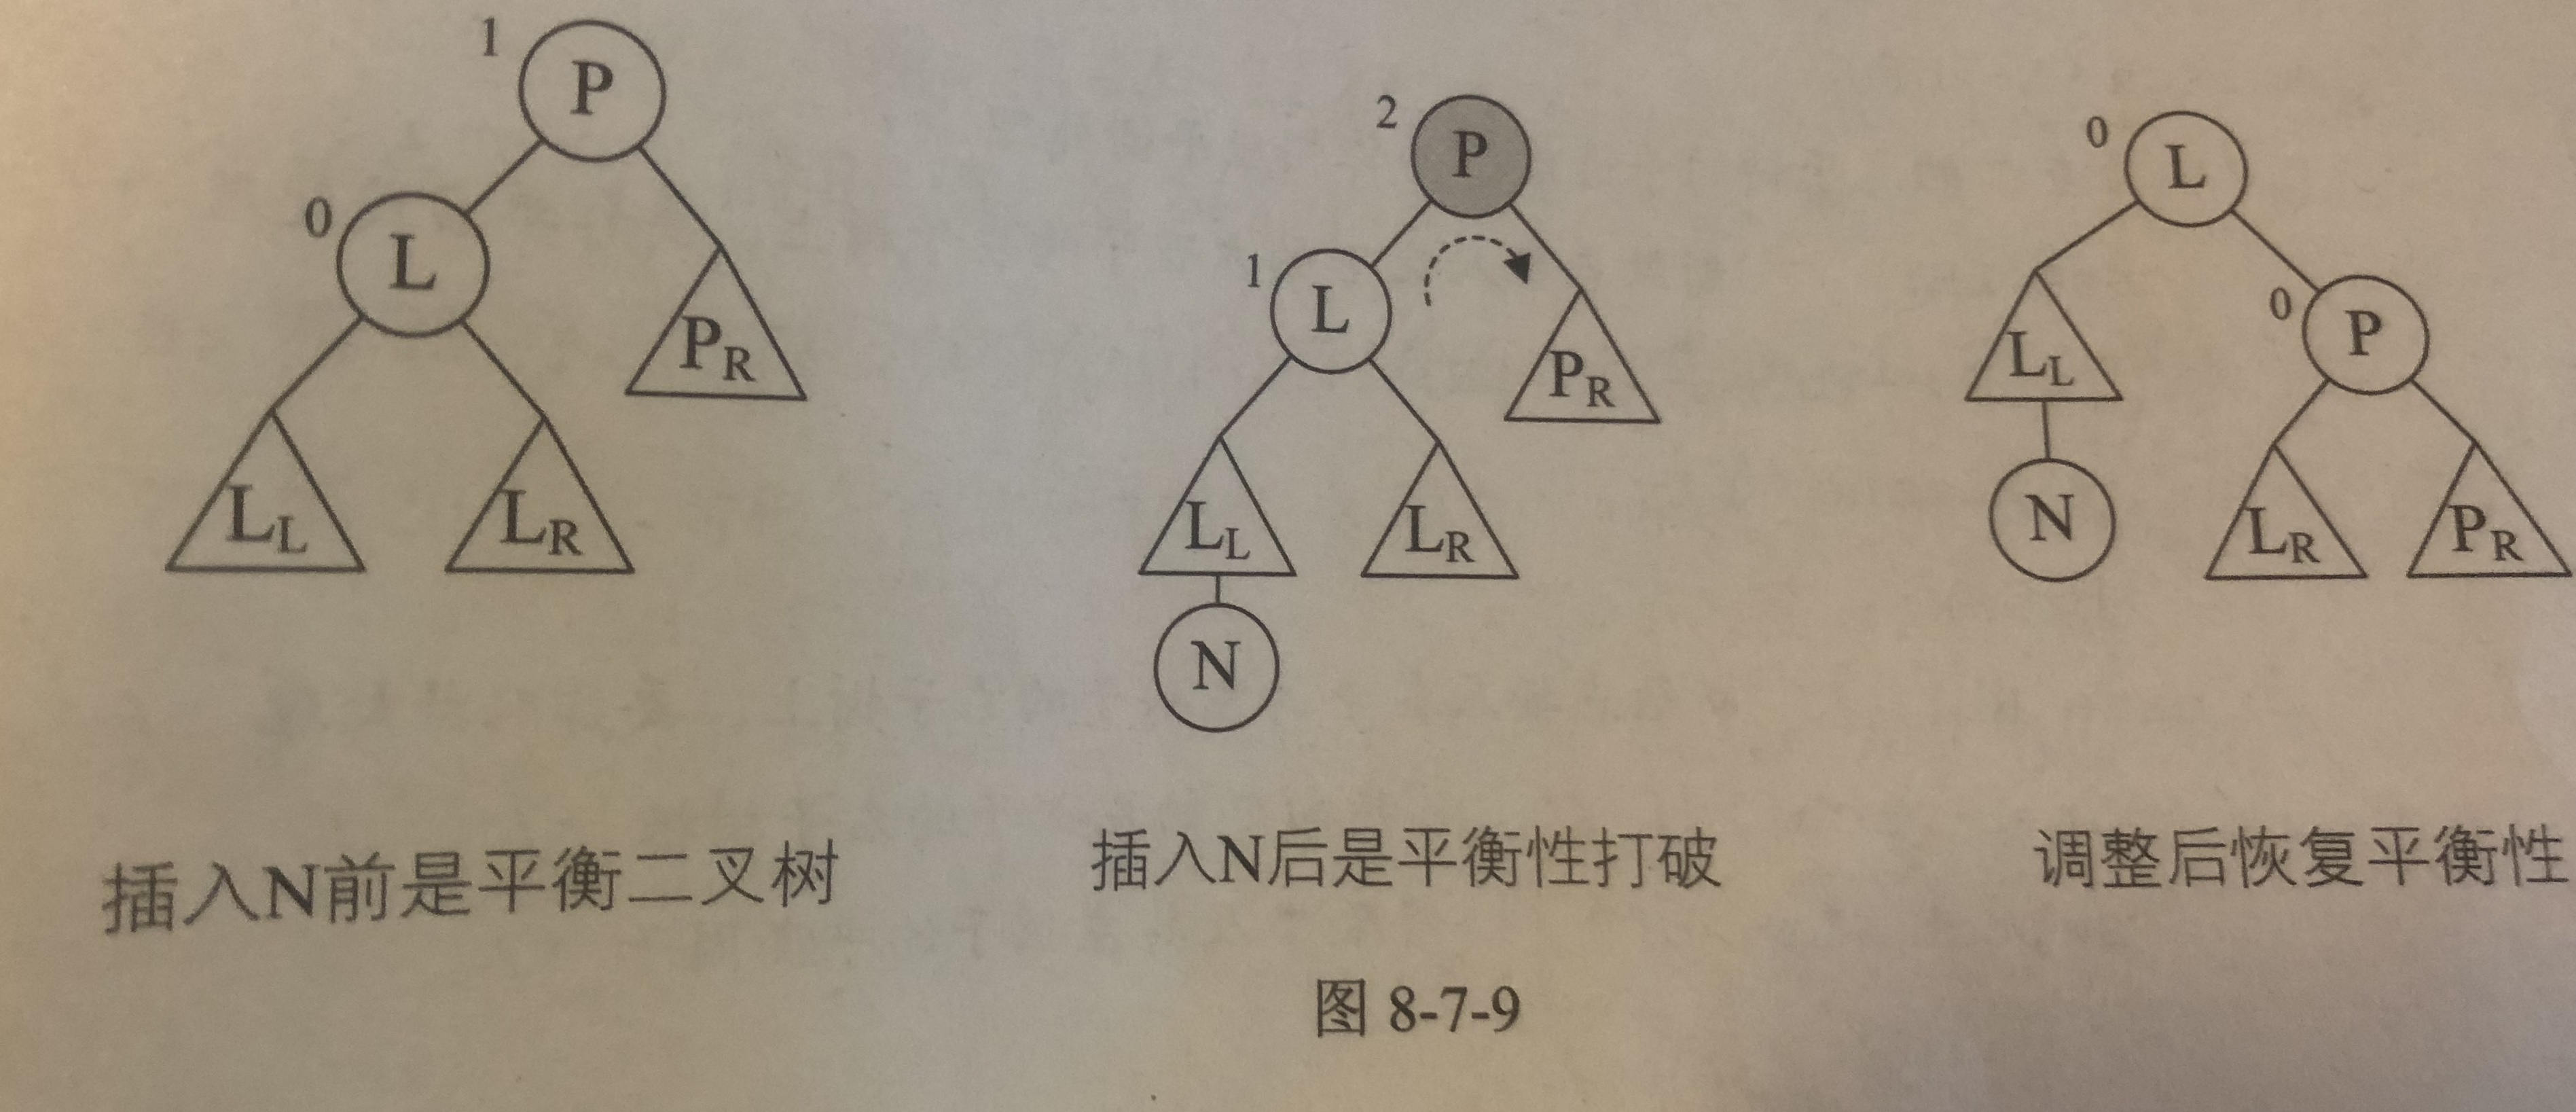 1 P
0 L
P_R
L_L L_R
2 P
1 L
P_R
L_L L_R
N
0 L
0 P
L_L
N
L_R P_R
插入N前是平衡二叉树
插入N后是平衡性打破
调整后恢复平衡性
图 8-7-9